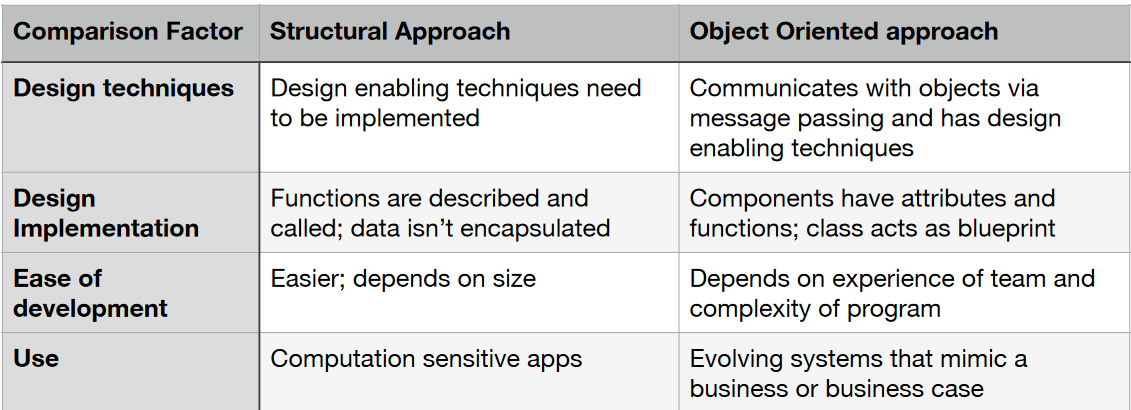 Comparison Factor
Structural Approach
Object Oriented approach
Design techniques
Design enabling techniques need
to be implemented
Communicates with objects via
message passing and has design
enabling techniques
Design
Implementation
Functions are described and
called; data isn’t encapsulated
Components have attributes and
functions; class acts as blueprint
Ease of
development
Easier; depends on size
Depends on experience of team and
complexity of program
Use
Computation sensitive apps
Evolving systems that mimic a
business or business case